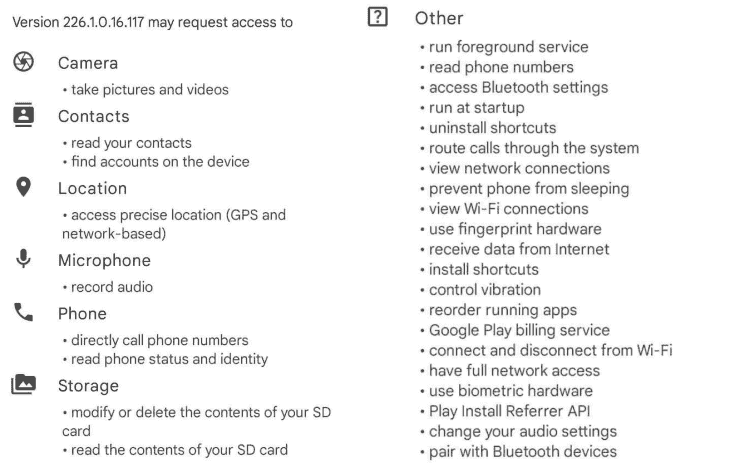 Version 226.1.0.16.117 may request access to
Camera
• take pictures and videos
Contacts
• read your contacts
• find accounts on the device
Location
• access precise location (GPS and
network-based)
Microphone
• record audio
Phone
• directly call phone numbers
• read phone status and identity
Storage
• modify or delete the contents of your SD
card
• read the contents of your SD card
? Other
• run foreground service
• read phone numbers
• access Bluetooth settings
• run at startup
• uninstall shortcuts
• route calls through the system
• view network connections
• prevent phone from sleeping
• view Wi-Fi connections
• use fingerprint hardware
• receive data from Internet
• install shortcuts
• control vibration
• reorder running apps
• Google Play billing service
• connect and disconnect from Wi-Fi
• have full network access
• use biometric hardware
• Play Install Referrer API
• change your audio settings
• pair with Bluetooth devices